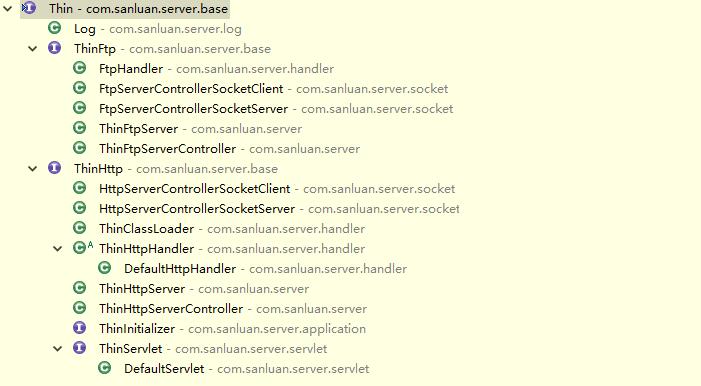 Thin - com.sanluan.server.base
Log - com.sanluan.server.log
ThinFtp - com.sanluan.server.base
FtpHandler - com.sanluan.server.handler
FtpServerControllerSocketClient - com.sanluan.server.socket
FtpServerControllerSocketServer - com.sanluan.server.socket
ThinFtpServer - com.sanluan.server
ThinFtpServerController - com.sanluan.server
ThinHttp - com.sanluan.server.base
HttpServerControllerSocketClient - com.sanluan.server.socket
HttpServerControllerSocketServer - com.sanluan.server.socket
ThinClassLoader - com.sanluan.server.handler
ThinHttpHandler - com.sanluan.server.handler
DefaultHttpHandler - com.sanluan.server.handler
ThinHttpServer - com.sanluan.server
ThinHttpServerController - com.sanluan.server
ThinInitializer - com.sanluan.server.application
ThinServlet - com.sanluan.server.servlet
DefaultServlet - com.sanluan.server.servlet